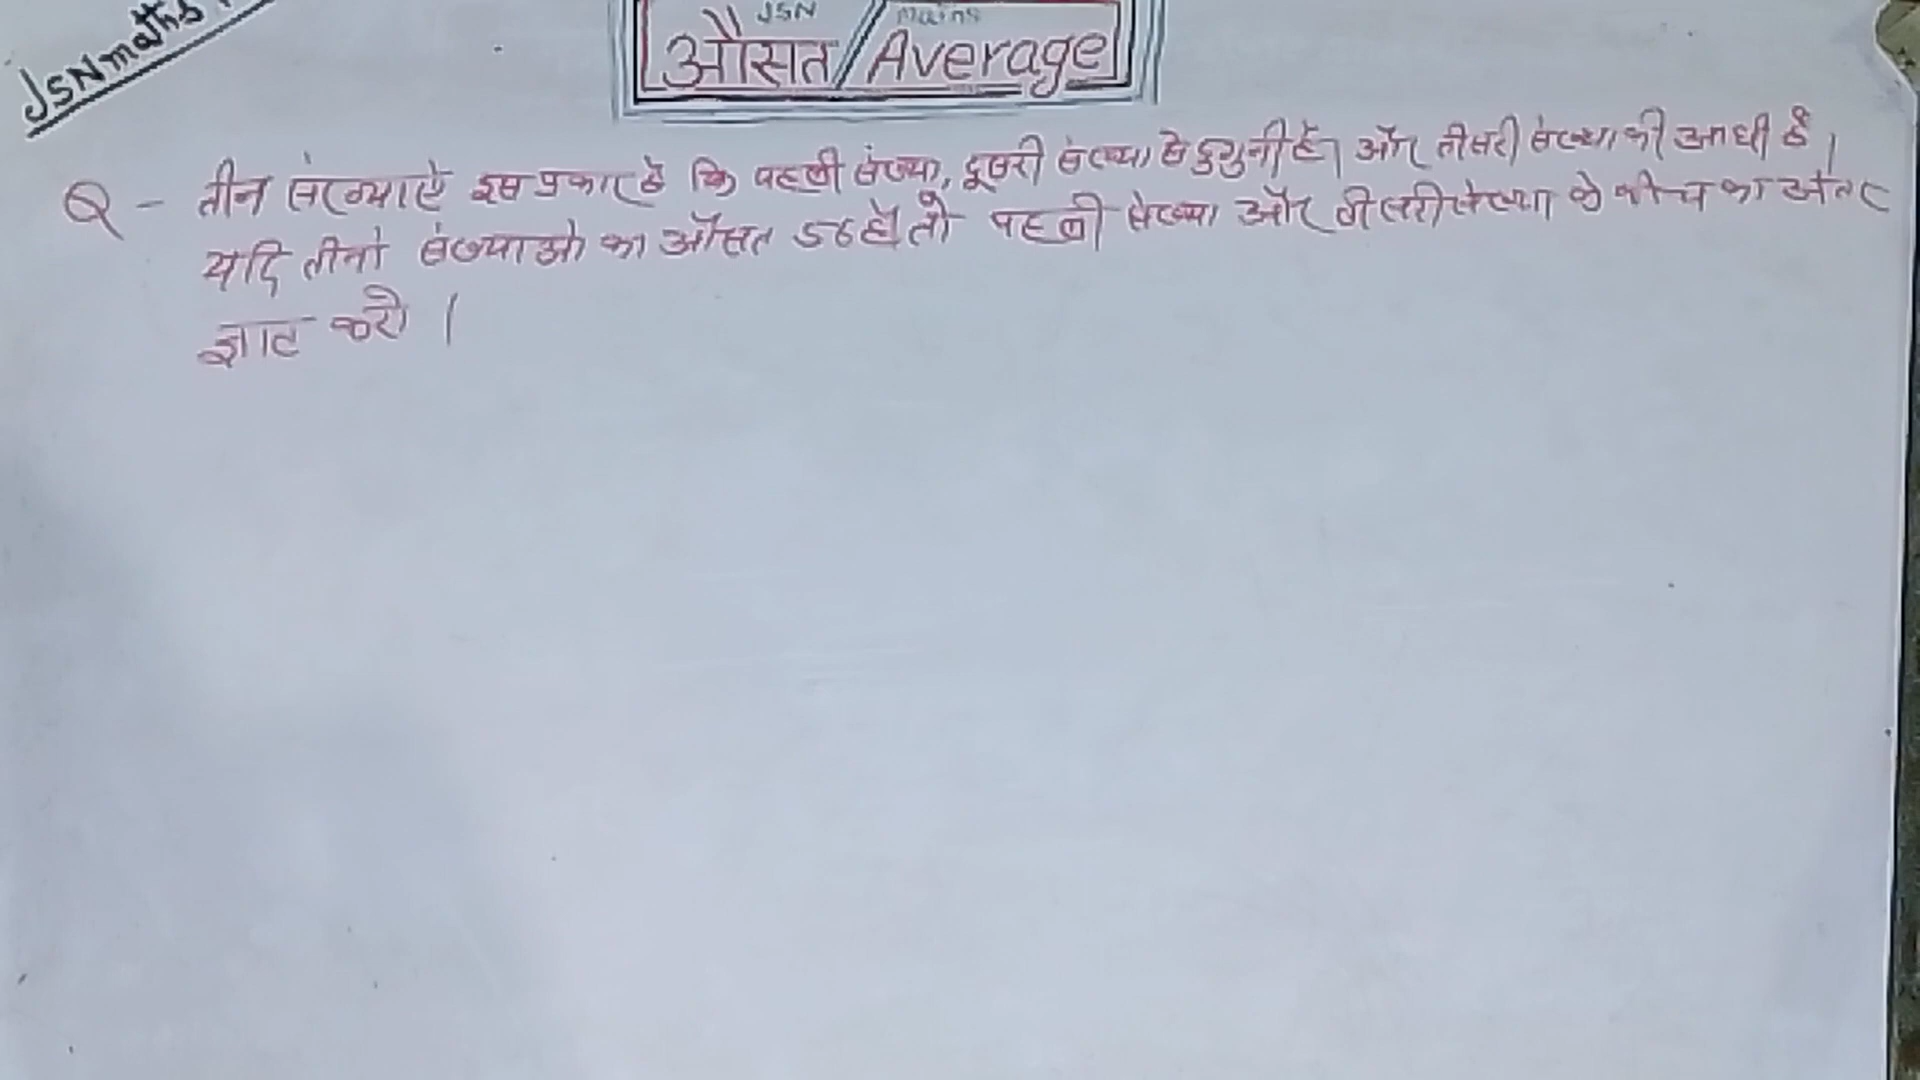 JSNmaths
JSN Mains
औसत/Average
Q - तीन संख्याऐ इस प्रकार है कि पहली संख्या, दूसरी संख्या से दुगुनी है। और तीसरी संख्या की आधी है।
यदि तीनो संख्याओ का औसत 56 है तो पहली संख्या और तीसरी संख्या के बीच का अंतर
ज्ञात करो।